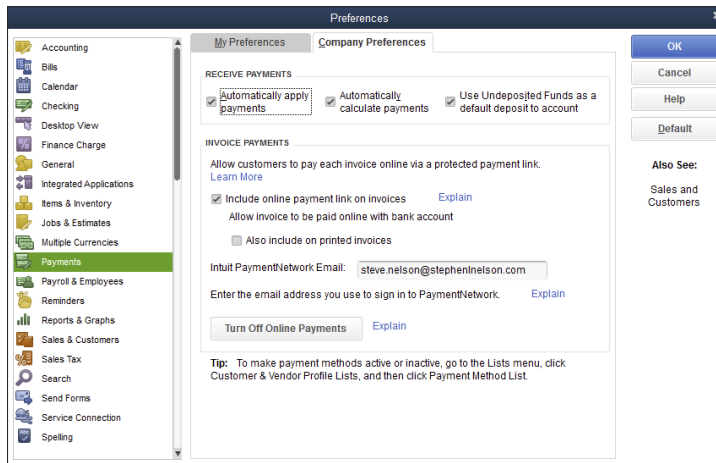 Preferences
Accounting
Bills
Calendar
Checking
Desktop View
Finance Charge
General
Integrated Applications
Items & Inventory
Jobs & Estimates
Multiple Currencies
Payments
Payroll & Employees
Reminders
Reports & Graphs
Sales & Customers
Sales Tax
Search
Send Forms
Service Connection
Spelling
My Preferences
Company Preferences
RECEIVE PAYMENTS
Automatically apply
payments
Automatically
calculate payments
Use Undeposited Funds as a
default deposit to account
INVOICE PAYMENTS
Allow customers to pay each invoice online via a protected payment link.
Learn More
Include online payment link on invoices Explain
Allow invoice to be paid online with bank account
Also include on printed invoices
Intuit PaymentNetwork Email: steve.nelson@stephenlnelson.com
Enter the email address you use to sign in to PaymentNetwork. Explain
Turn Off Online Payments Explain
Tip: To make payment methods active or inactive, go to the Lists menu, click
Customer & Vendor Profile Lists, and then click Payment Method List.
OK
Cancel
Help
Default
Also See:
Sales and
Customers